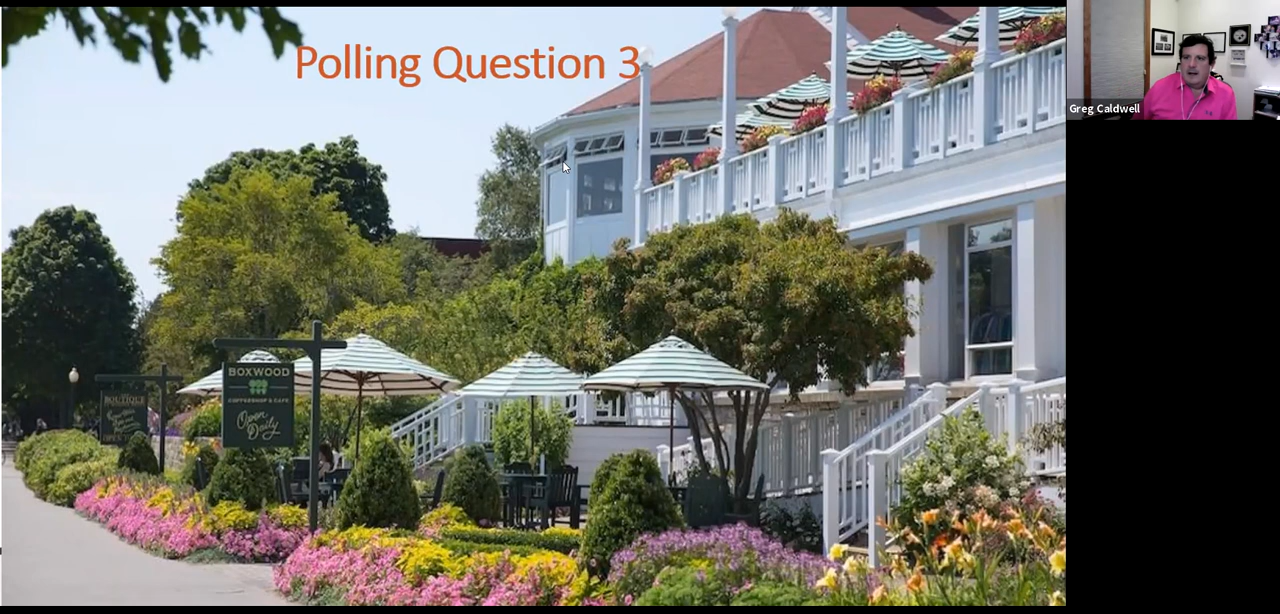 Polling Question 3
Greg Caldwell
BOXWOOD
COFFEESHOP & CAFE
Open
Daily
BOUTIQUE